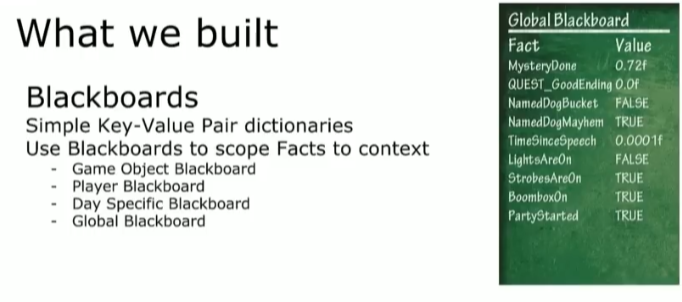 What we built
Blackboards
Simple Key-Value Pair dictionaries
Use Blackboards to scope Facts to context
- Game Object Blackboard
- Player Blackboard
- Day Specific Blackboard
- Global Blackboard
Global Blackboard
Fact Value
MysteryDone 0.72f
QUEST_GoodEnding 0.0f
NamedDogBucket FALSE
NamedDogMayhem TRUE
TimeSinceSpeech 0.0001f
LightsAreOn FALSE
StrobesAreOn TRUE
BoomboxOn TRUE
PartyStarted TRUE